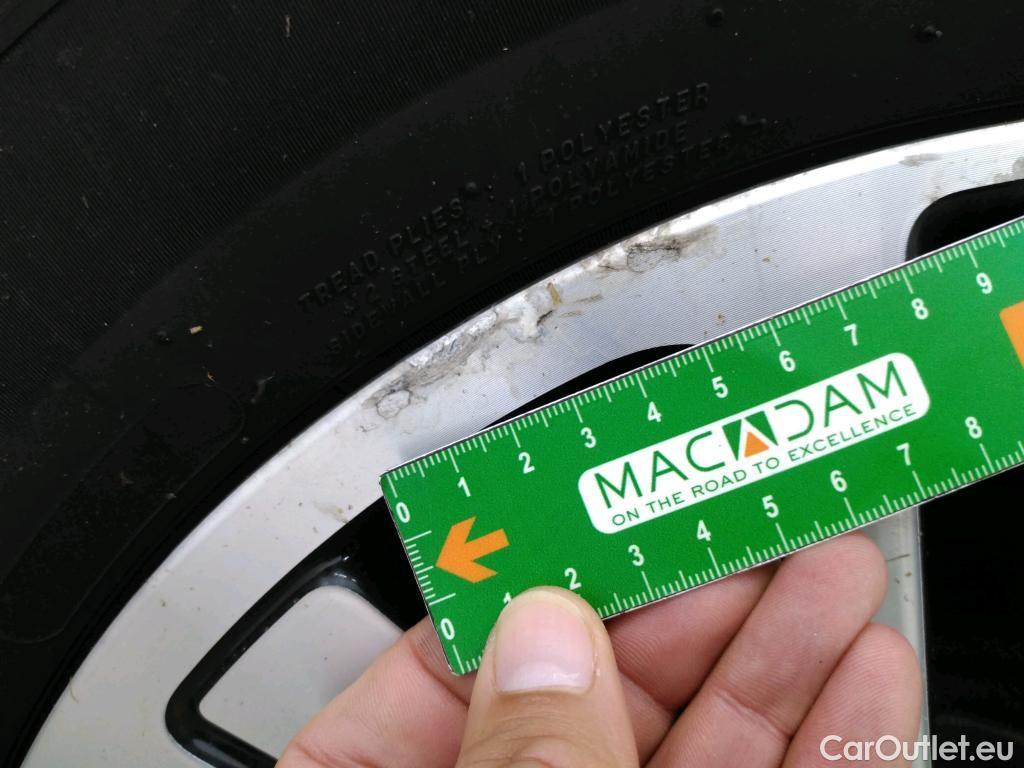 TREAD PLIES : 1 POLYESTER
& 2 STEEL + 1 POLYAMIDE
SIDEWALL PLY : 1 POLYESTER
0 1 2 3 4 5 6 7 8 9
MACADAM
ON THE ROAD TO EXCELLENCE
0 1 2 3 4 5 6 7 8
CarOutlet.eu